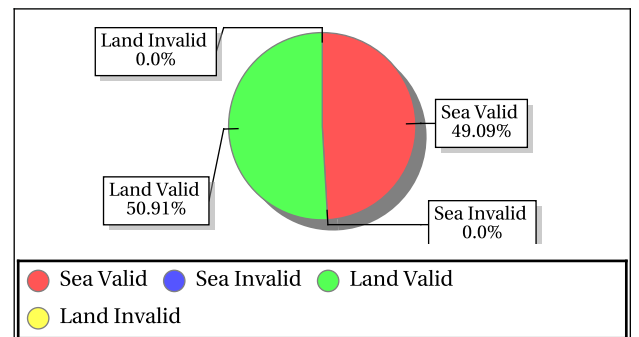 Land Invalid
0.0%
Sea Valid
49.09%
Land Valid
50.91%
Sea Invalid
0.0%
Sea Valid Sea Invalid Land Valid
Land Invalid